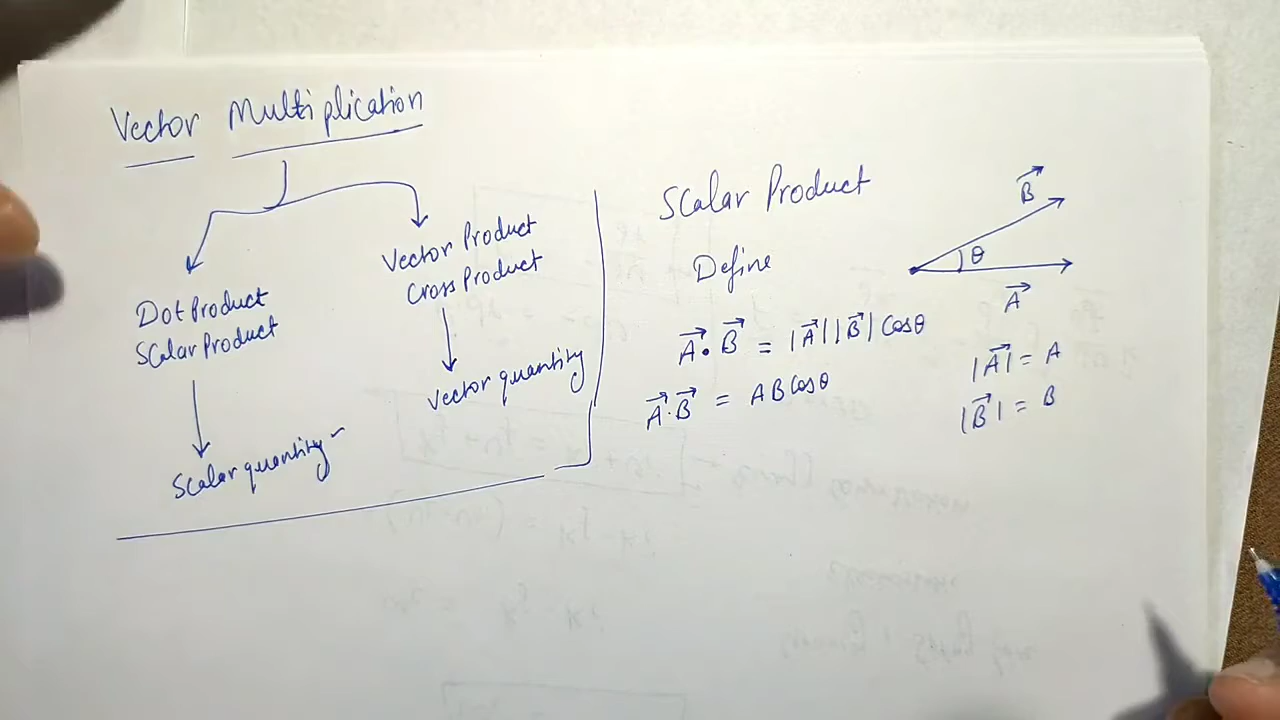 Vector Multiplication
Dot Product
Scalar Product
Scalar quantity
Vector Product
Cross Product
Vector quantity
Scalar Product
Define
B⃗
θ
A⃗
A⃗ · B⃗ = |A⃗| |B⃗| Cosθ
A⃗ · B⃗ = A B Cosθ
|A⃗| = A
|B⃗| = B